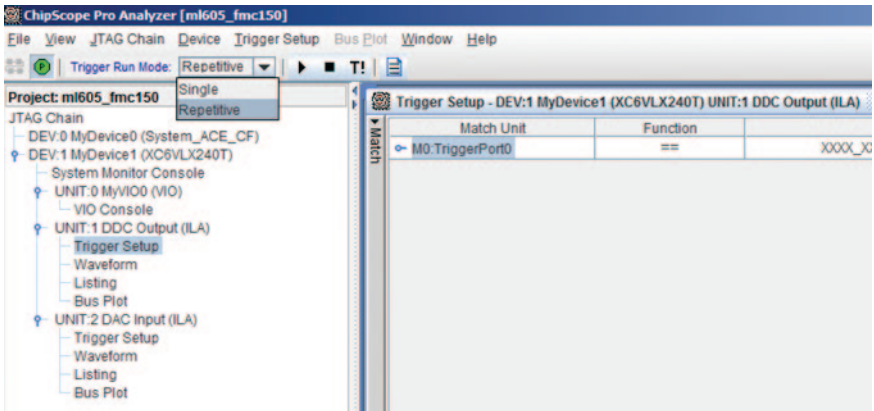 ChipScope Pro Analyzer [ml605_fmc150]
File View JTAG Chain Device Trigger Setup Bus Plot Window Help
Trigger Run Mode: Repetitive T!
Single
Repetitive
Project: ml605_fmc150
JTAG Chain
DEV:0 MyDevice0 (System_ACE_CF)
DEV:1 MyDevice1 (XC6VLX240T)
System Monitor Console
UNIT:0 MyVIO0 (VIO)
VIO Console
UNIT:1 DDC Output (ILA)
Trigger Setup
Waveform
Listing
Bus Plot
UNIT:2 DAC Input (ILA)
Trigger Setup
Waveform
Listing
Bus Plot
Trigger Setup - DEV:1 MyDevice1 (XC6VLX240T) UNIT:1 DDC Output (ILA)
Match
Match Unit Function
M0:TriggerPort0 == XXXX_XX